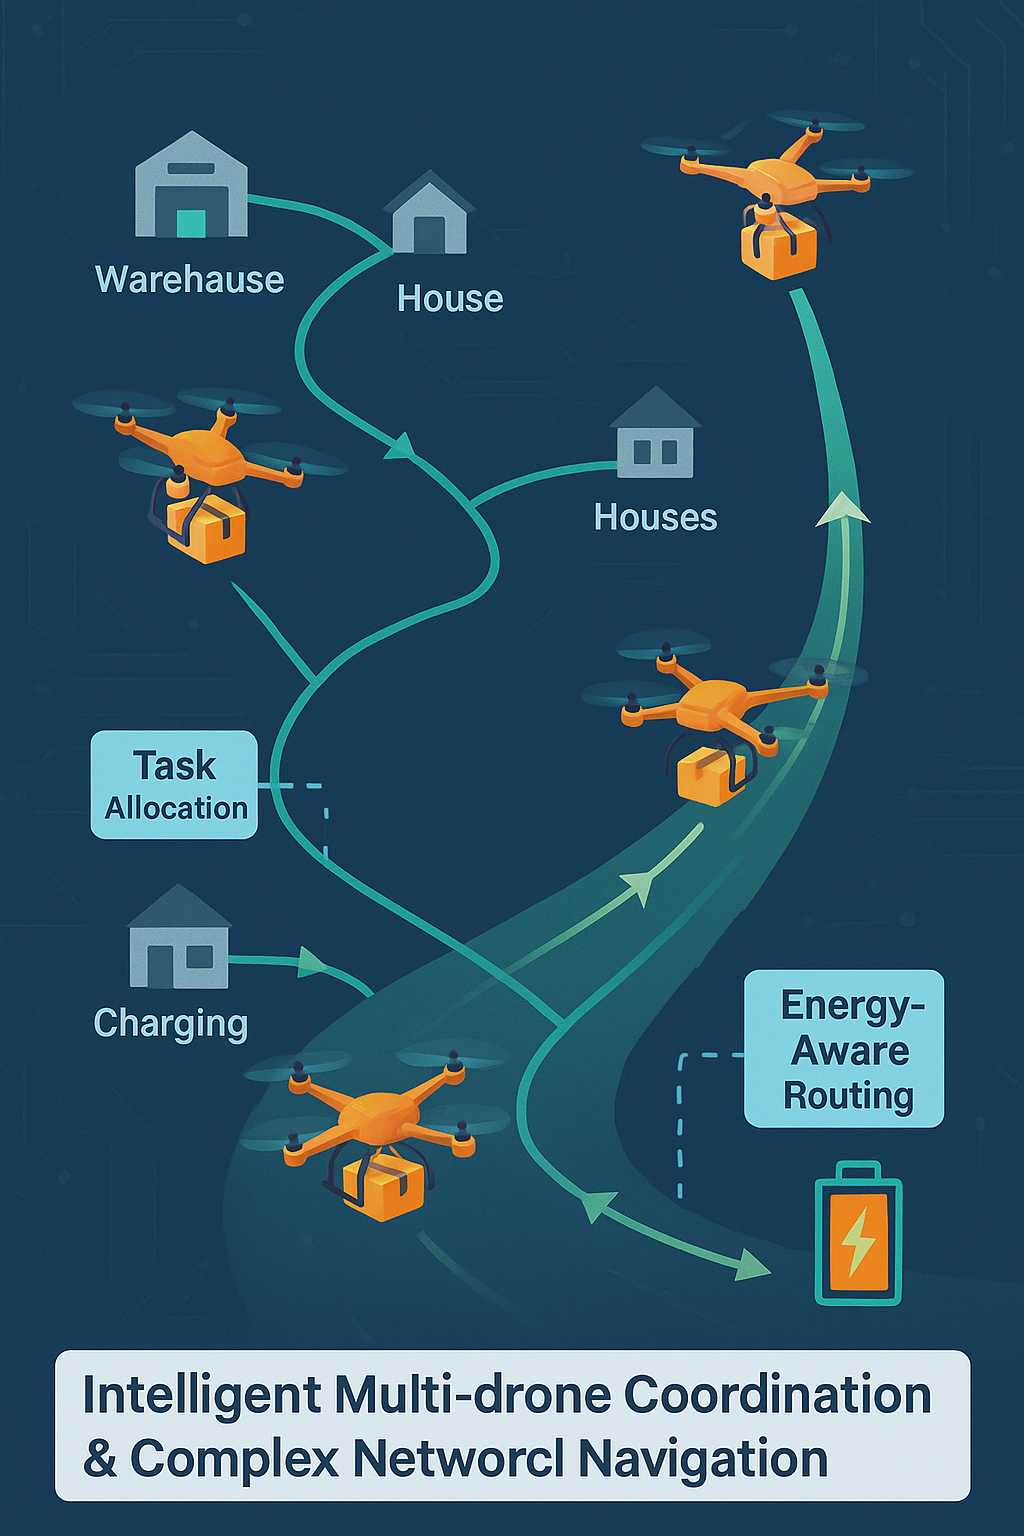 Warehause
House
Houses
Task
Allocation
Charging
Energy-
Aware
Routing
Intelligent Multi-drone Coordination
& Complex Networcl Navigation